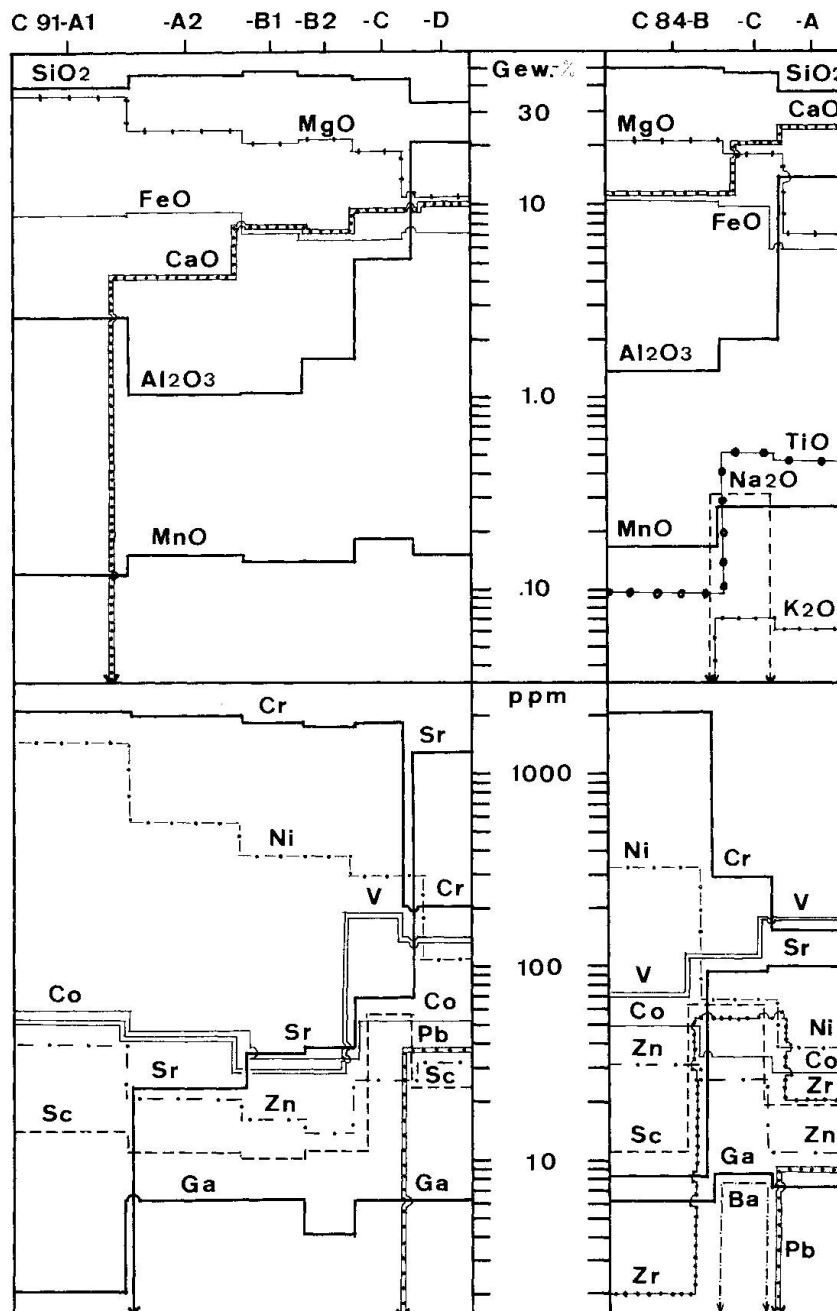 C 91-A1 -A2 -B1 -B2 -C -D C 84-B -C -A
SiO2 Gew.-% SiO2
30
MgO MgO CaO
FeO 10 FeO
CaO
Al2O3 Al2O3
1.0
TiO
Na2O
MnO MnO
.10 K2O
ppm
Cr Sr
1000
Ni Ni
V Cr Cr V
100 Sr
V
Co Co Co Ni
Sr Pb Zn Co
Sr Zn Sc Zr
Sc Sc Zn
10
Ga Ga Ga
Ba
Pb
Zr